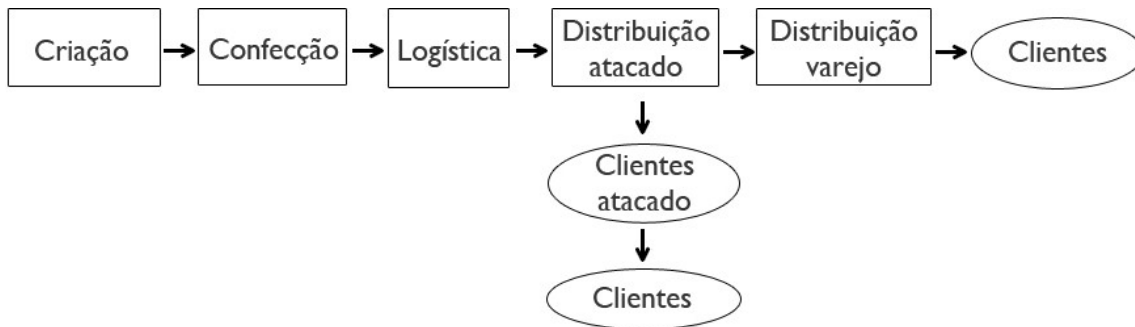 Criação
Confecção
Logística
Distribuição
atacado
Distribuição
varejo
Clientes
Clientes
atacado
Clientes